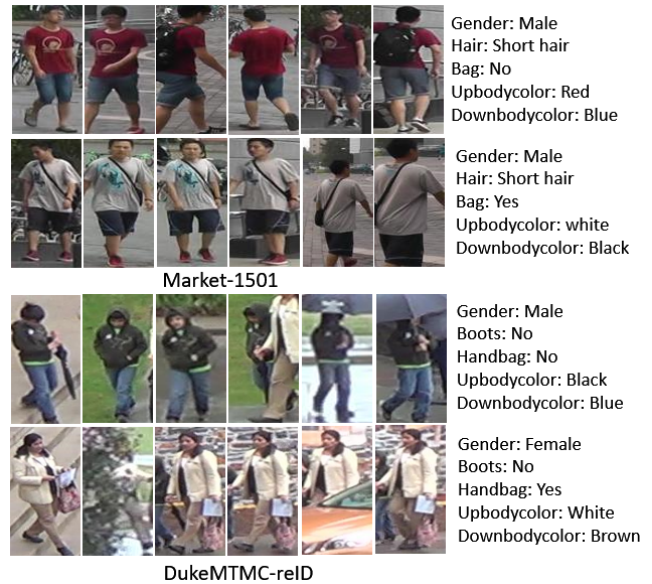 Gender: Male
Hair: Short hair
Bag: No
Upbodycolor: Red
Downbodycolor: Blue
Gender: Male
Hair: Short hair
Bag: Yes
Upbodycolor: white
Downbodycolor: Black
Market-1501
Gender: Male
Boots: No
Handbag: No
Upbodycolor: Black
Downbodycolor: Blue
Gender: Female
Boots: No
Handbag: Yes
Upbodycolor: White
Downbodycolor: Brown
DukeMTMC-reID